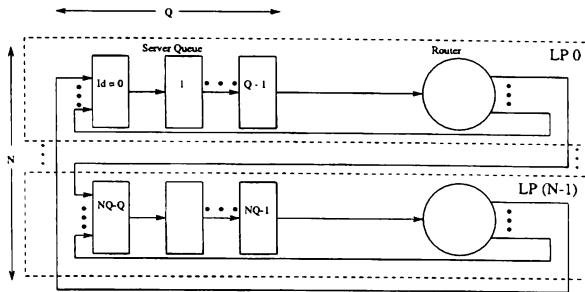 Q
Server Queue
Router
LP 0
Id = 0
1
Q - 1
N
LP (N-1)
NQ-Q
NQ-1